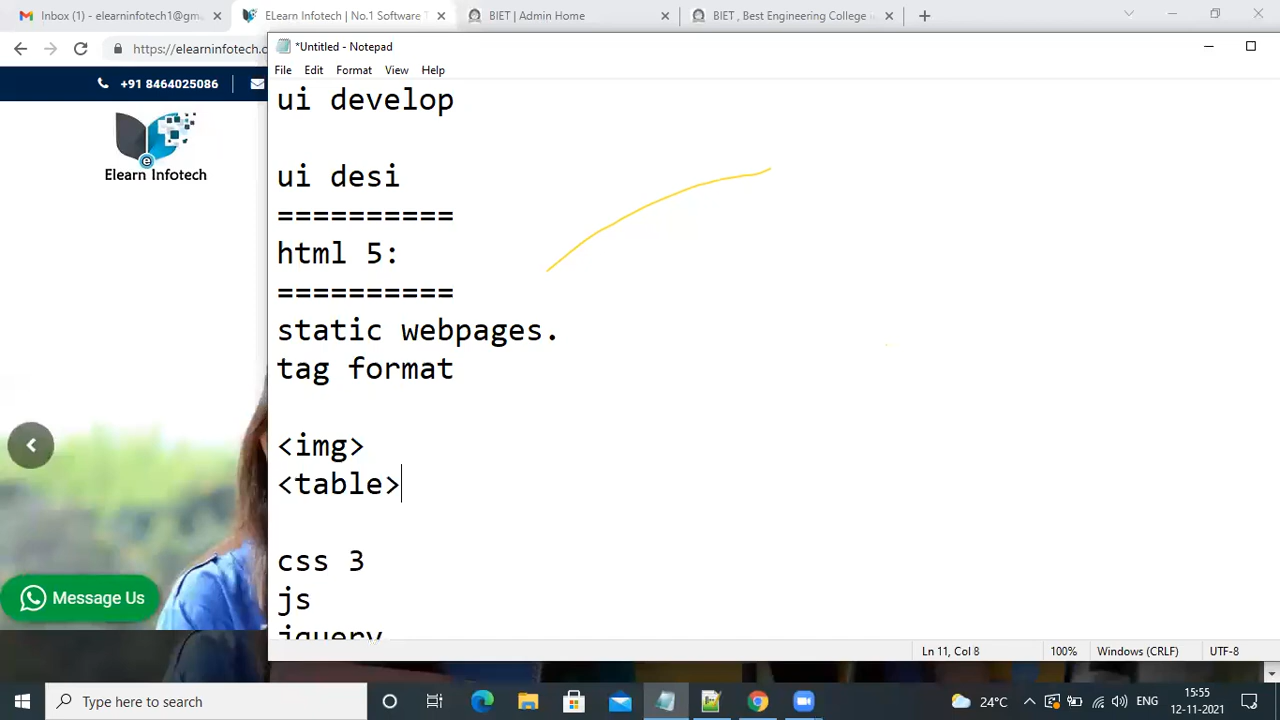 Inbox (1) - elearninfotech1@gm
ELearn Infotech | No.1 Software T
BIET | Admin Home
BIET , Best Engineering College i
https://elearninfotech.c
+91 8464025086
Elearn Infotech
Message Us
*Untitled - Notepad
File Edit Format View Help
ui develop
ui desi
==========
html 5:
==========
static webpages.
tag format
<img>
<table>
css 3
js
jquery
Ln 11, Col 8 100% Windows (CRLF) UTF-8
Type here to search
24°C
ENG
15:55
12-11-2021